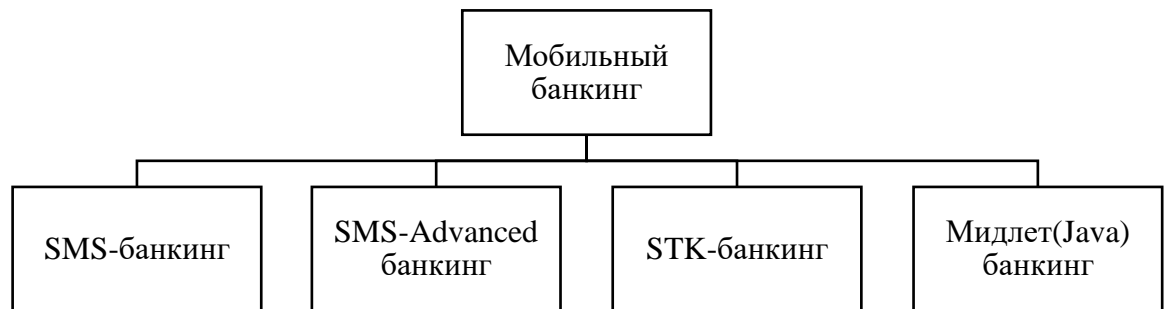 Мобильный
банкинг
SMS-банкинг
SMS-Advanced
банкинг
STK-банкинг
Мидлет(Java)
банкинг